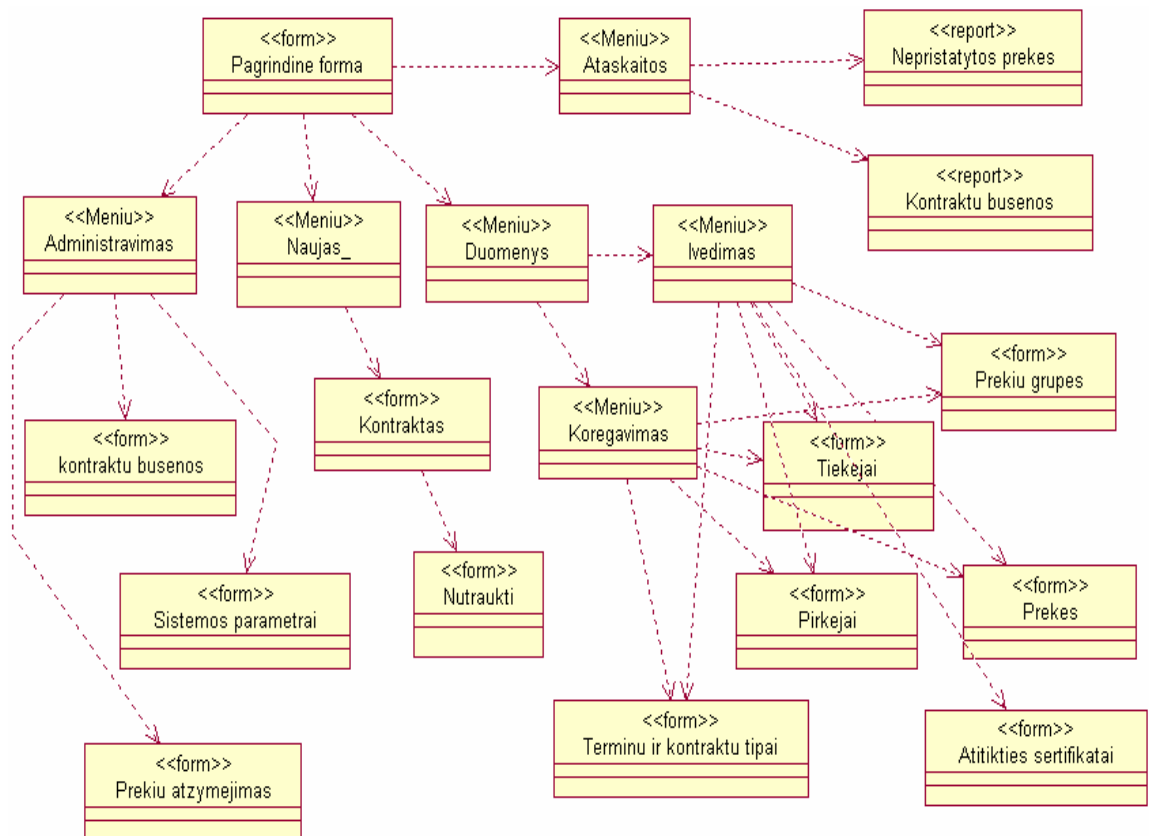 <<form>>
Pagrindine forma
<<Meniu>>
Ataskaitos
<<report>>
Nepristatytos prekes
<<report>>
Kontraktu busenos
<<Meniu>>
Administravimas
<<Meniu>>
Naujas_
<<Meniu>>
Duomenys
<<Meniu>>
Ivedimas
<<form>>
Prekiu grupes
<<form>>
kontraktu busenos
<<form>>
Kontraktas
<<Meniu>>
Koregavimas
<<form>>
Tiekejai
<<form>>
Sistemos parametrai
<<form>>
Nutraukti
<<form>>
Pirkejai
<<form>>
Prekes
<<form>>
Prekiu atzymejimas
<<form>>
Terminu ir kontraktu tipai
<<form>>
Atitikties sertifikatai